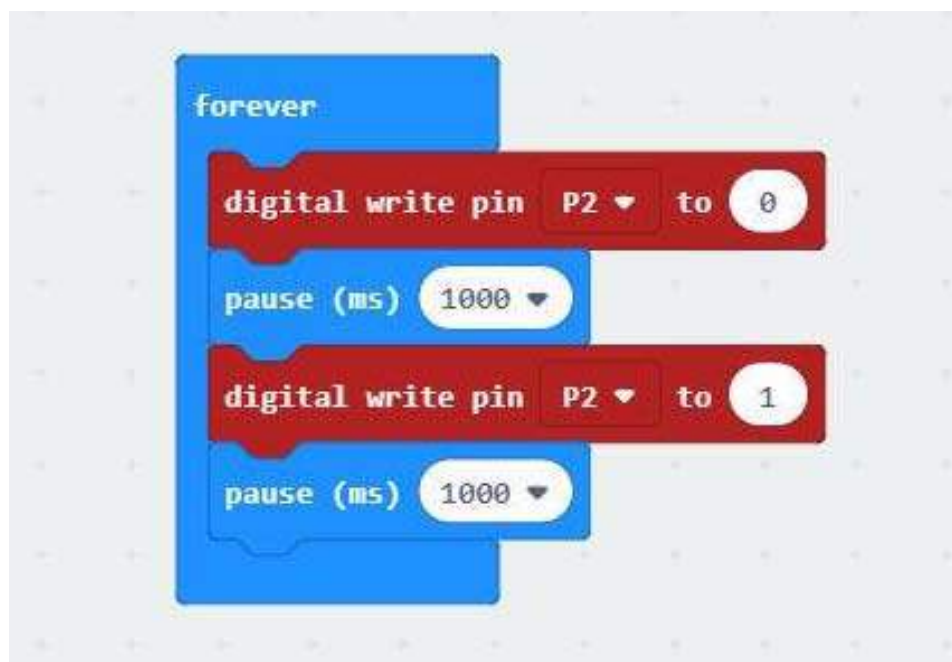 forever
digital write pin P2 to 0
pause (ms) 1000
digital write pin P2 to 1
pause (ms) 1000